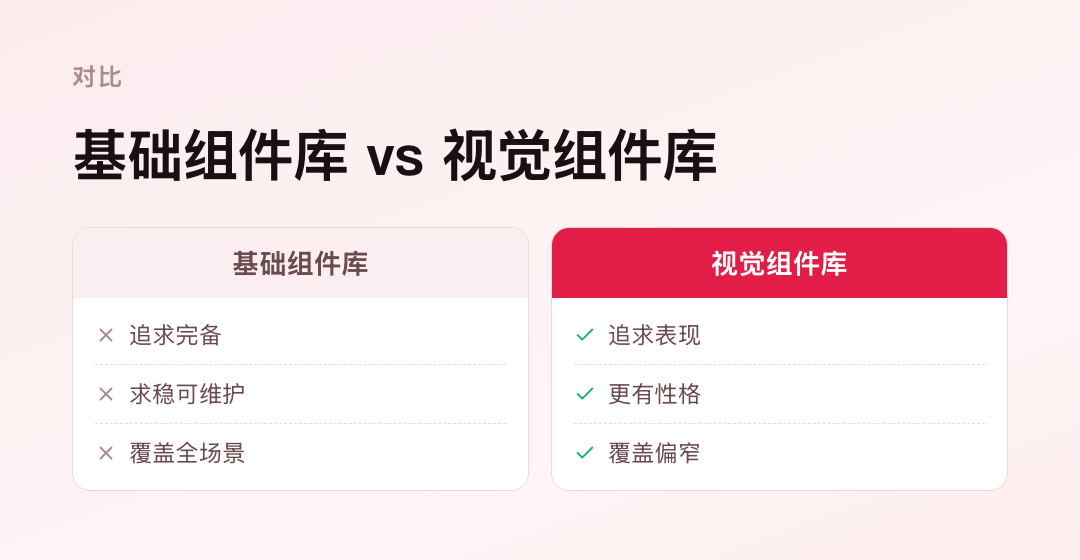 对比
基础组件库 vs 视觉组件库
基础组件库
追求完备
求稳可维护
覆盖全场景
视觉组件库
追求表现
更有性格
覆盖偏窄